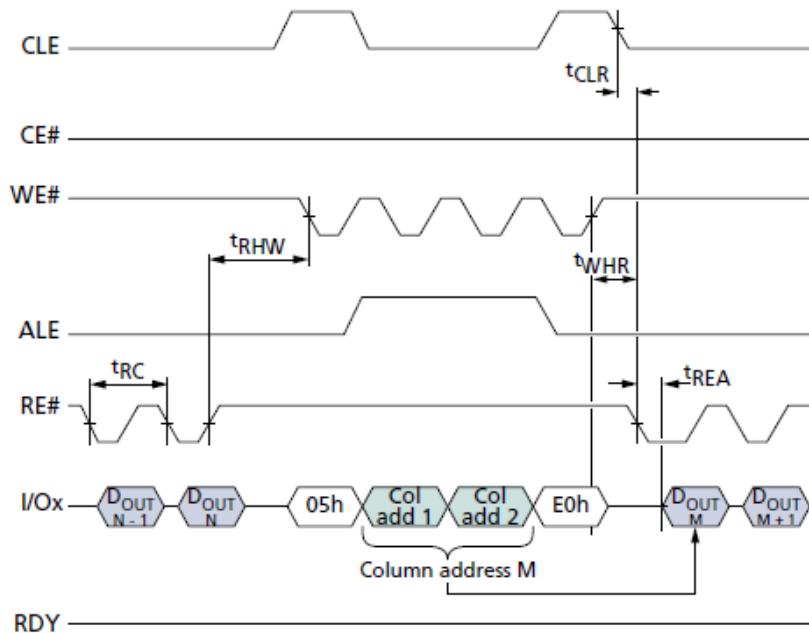 CLE
tCLR
CE#
WE#
tRHW
tWHR
ALE
tRC
tREA
RE#
I/Ox
DOUT N - 1
DOUT N
05h
Col add 1
Col add 2
E0h
DOUT M
DOUT M + 1
Column address M
RDY